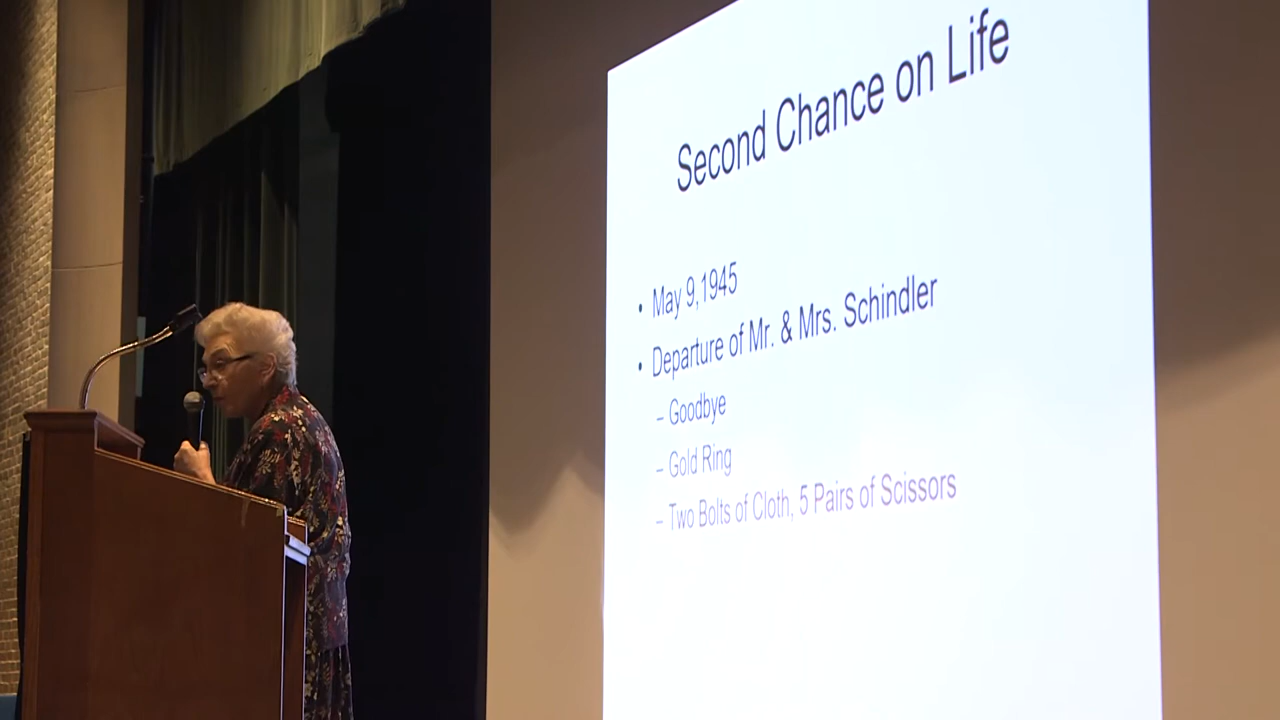 Second Chance on Life
• May 9,1945
• Departure of Mr. & Mrs. Schindler
– Goodbye
– Gold Ring
– Two Bolts of Cloth, 5 Pairs of Scissors